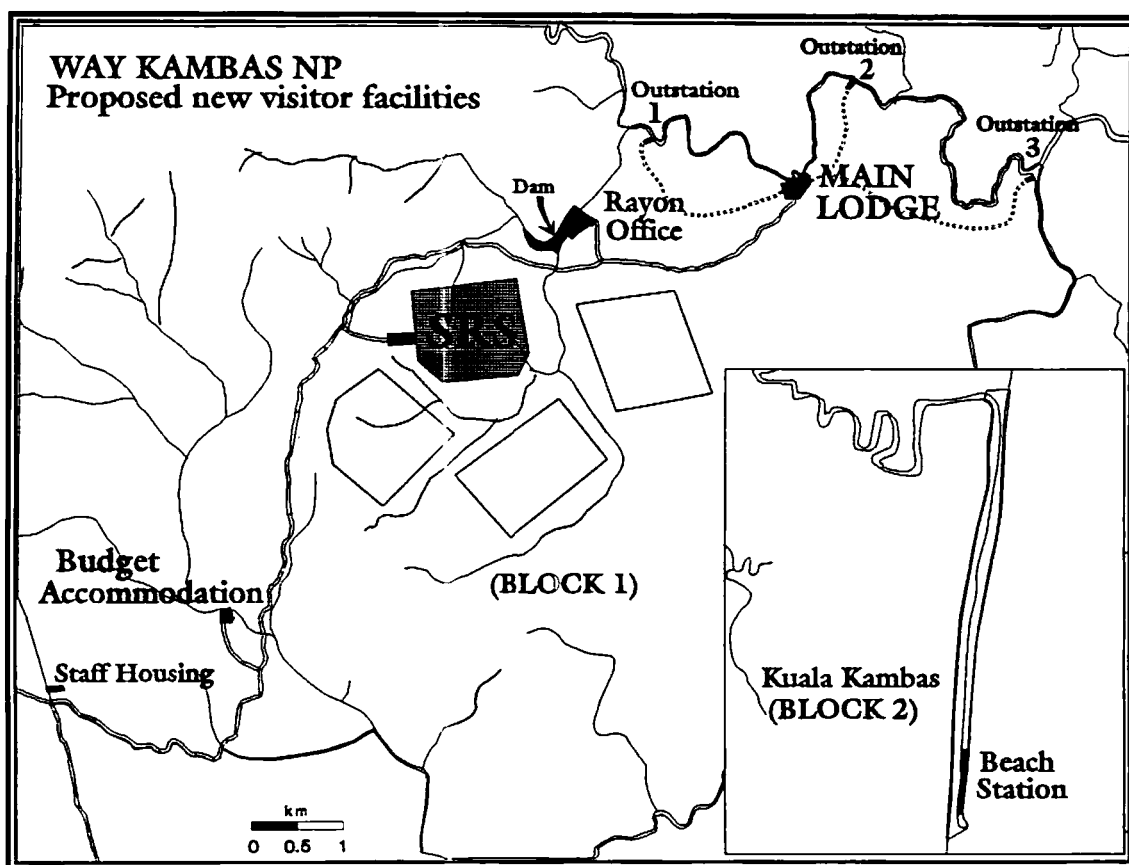 WAY KAMBAS NP
Proposed new visitor facilities
Outstation
1
Outstation
2
Outstation
3
Dam
Rayon
Office
MAIN
LODGE
SRS
Budget
Accommodation
Staff Housing
(BLOCK 1)
Kuala Kambas
(BLOCK 2)
Beach
Station
km
0 0.5 1